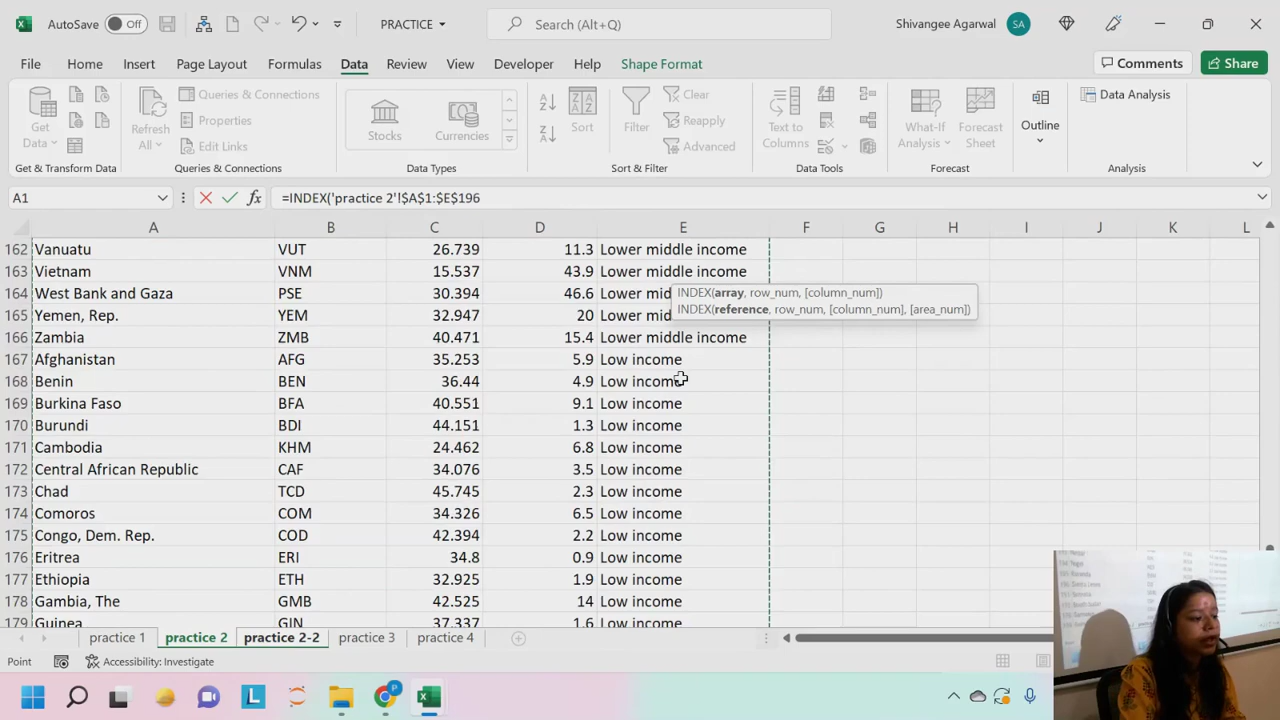 AutoSave Off PRACTICE Search (Alt+Q) Shivangee Agarwal SA
File Home Insert Page Layout Formulas Data Review View Developer Help Shape Format Comments Share
Get Data Refresh All Queries & Connections Properties Edit Links Stocks Currencies Sort Filter Clear Reapply Advanced Text to Columns What-If Analysis Forecast Sheet Outline Data Analysis
Get & Transform Data Queries & Connections Data Types Sort & Filter Data Tools Forecast Analysis
A1 fx =INDEX('practice 2'!$A$1:$E$196
A B C D E F G H I J K L
162 Vanuatu VUT 26.739 11.3 Lower middle income
163 Vietnam VNM 15.537 43.9 Lower middle income
164 West Bank and Gaza PSE 30.394 46.6 Lower mid INDEX(array, row_num, [column_num])
165 Yemen, Rep. YEM 32.947 20 Lower mid INDEX(reference, row_num, [column_num], [area_num])
166 Zambia ZMB 40.471 15.4 Lower middle income
167 Afghanistan AFG 35.253 5.9 Low income
168 Benin BEN 36.44 4.9 Low income
169 Burkina Faso BFA 40.551 9.1 Low income
170 Burundi BDI 44.151 1.3 Low income
171 Cambodia KHM 24.462 6.8 Low income
172 Central African Republic CAF 34.076 3.5 Low income
173 Chad TCD 45.745 2.3 Low income
174 Comoros COM 34.326 6.5 Low income
175 Congo, Dem. Rep. COD 42.394 2.2 Low income
176 Eritrea ERI 34.8 0.9 Low income
177 Ethiopia ETH 32.925 1.9 Low income
178 Gambia, The GMB 42.525 14 Low income
179 Guinea GIN 37.337 1.6 Low income
practice 1 practice 2 practice 2-2 practice 3 practice 4
Point Accessibility: Investigate